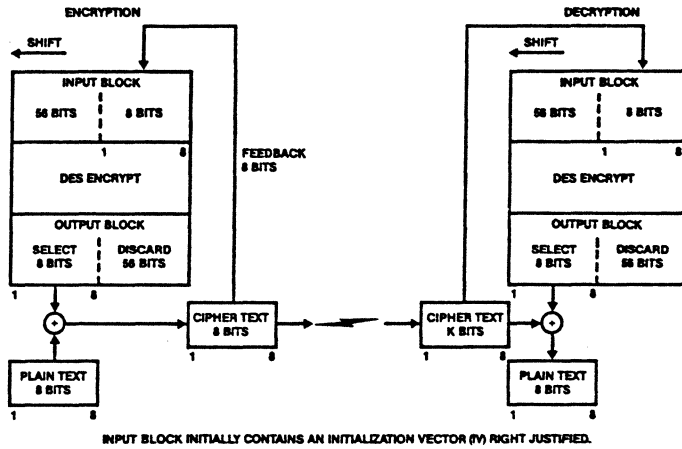 ENCRYPTION
SHIFT
INPUT BLOCK
56 BITS
8 BITS
1
8
DES ENCRYPT
OUTPUT BLOCK
SELECT
8 BITS
DISCARD
56 BITS
1
8
FEEDBACK
8 BITS
CIPHER TEXT
8 BITS
1
8
PLAIN TEXT
8 BITS
1
8
DECRYPTION
SHIFT
INPUT BLOCK
56 BITS
8 BITS
1
8
DES ENCRYPT
OUTPUT BLOCK
SELECT
8 BITS
DISCARD
56 BITS
1
8
CIPHER TEXT
K BITS
1
8
PLAIN TEXT
8 BITS
1
8
INPUT BLOCK INITIALLY CONTAINS AN INITIALIZATION VECTOR (IV) RIGHT JUSTIFIED.